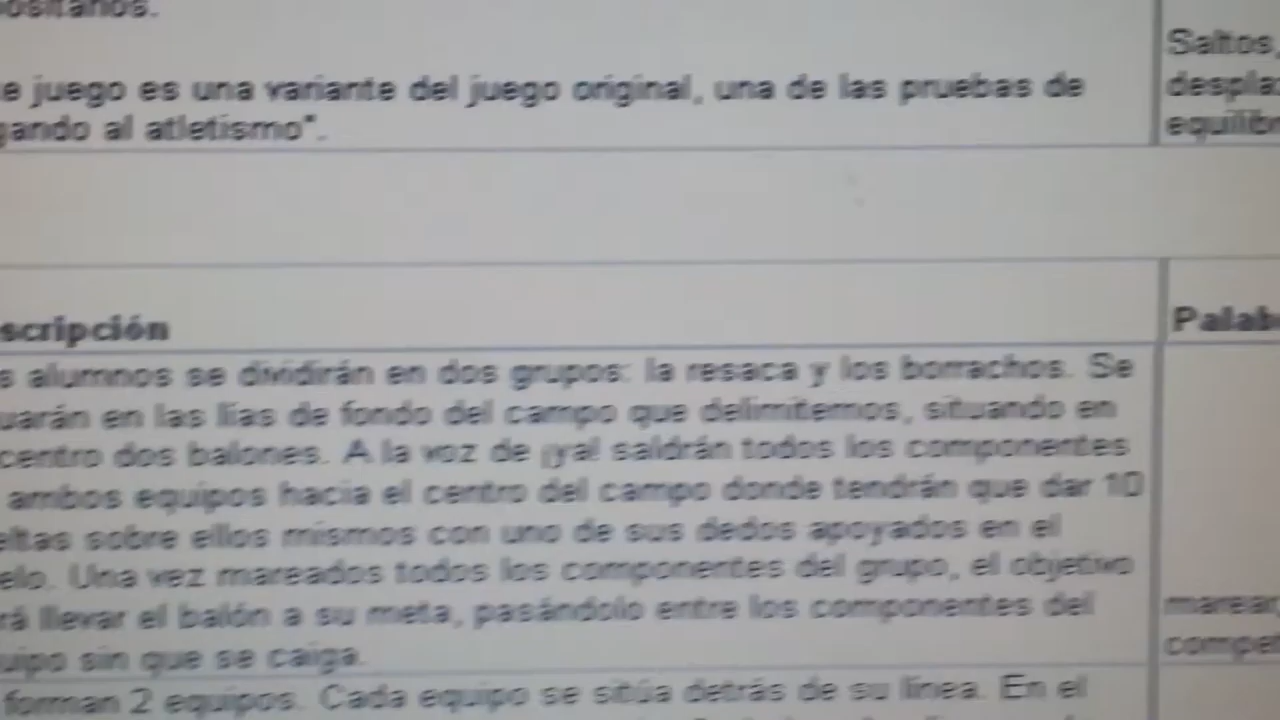 ositarios.
e juego es una variante del juego original, una de las pruebas de
gando al atletismo".
Saltos,
despla
equilib
scripción
Palab
s alumnos se dividirán en dos grupos: la resaca y los borrachos. Se
uarán en las lias de fondo del campo que delimitemos, situando en
centro dos balones. A la voz de ¡ya! saldrán todos los componentes
ambos equipos hacia el centro del campo donde tendrán que dar 10
eltas sobre ellos mismos con uno de sus dedos apoyados en el
elo. Una vez mareados todos los componentes del grupo, el objetivo
rá llevar el balón a su meta, pasándolo entre los componentes del
uipo sin que se caiga.
marear
compet
forman 2 equipos. Cada equipo se sitúa detrás de su línea. En el